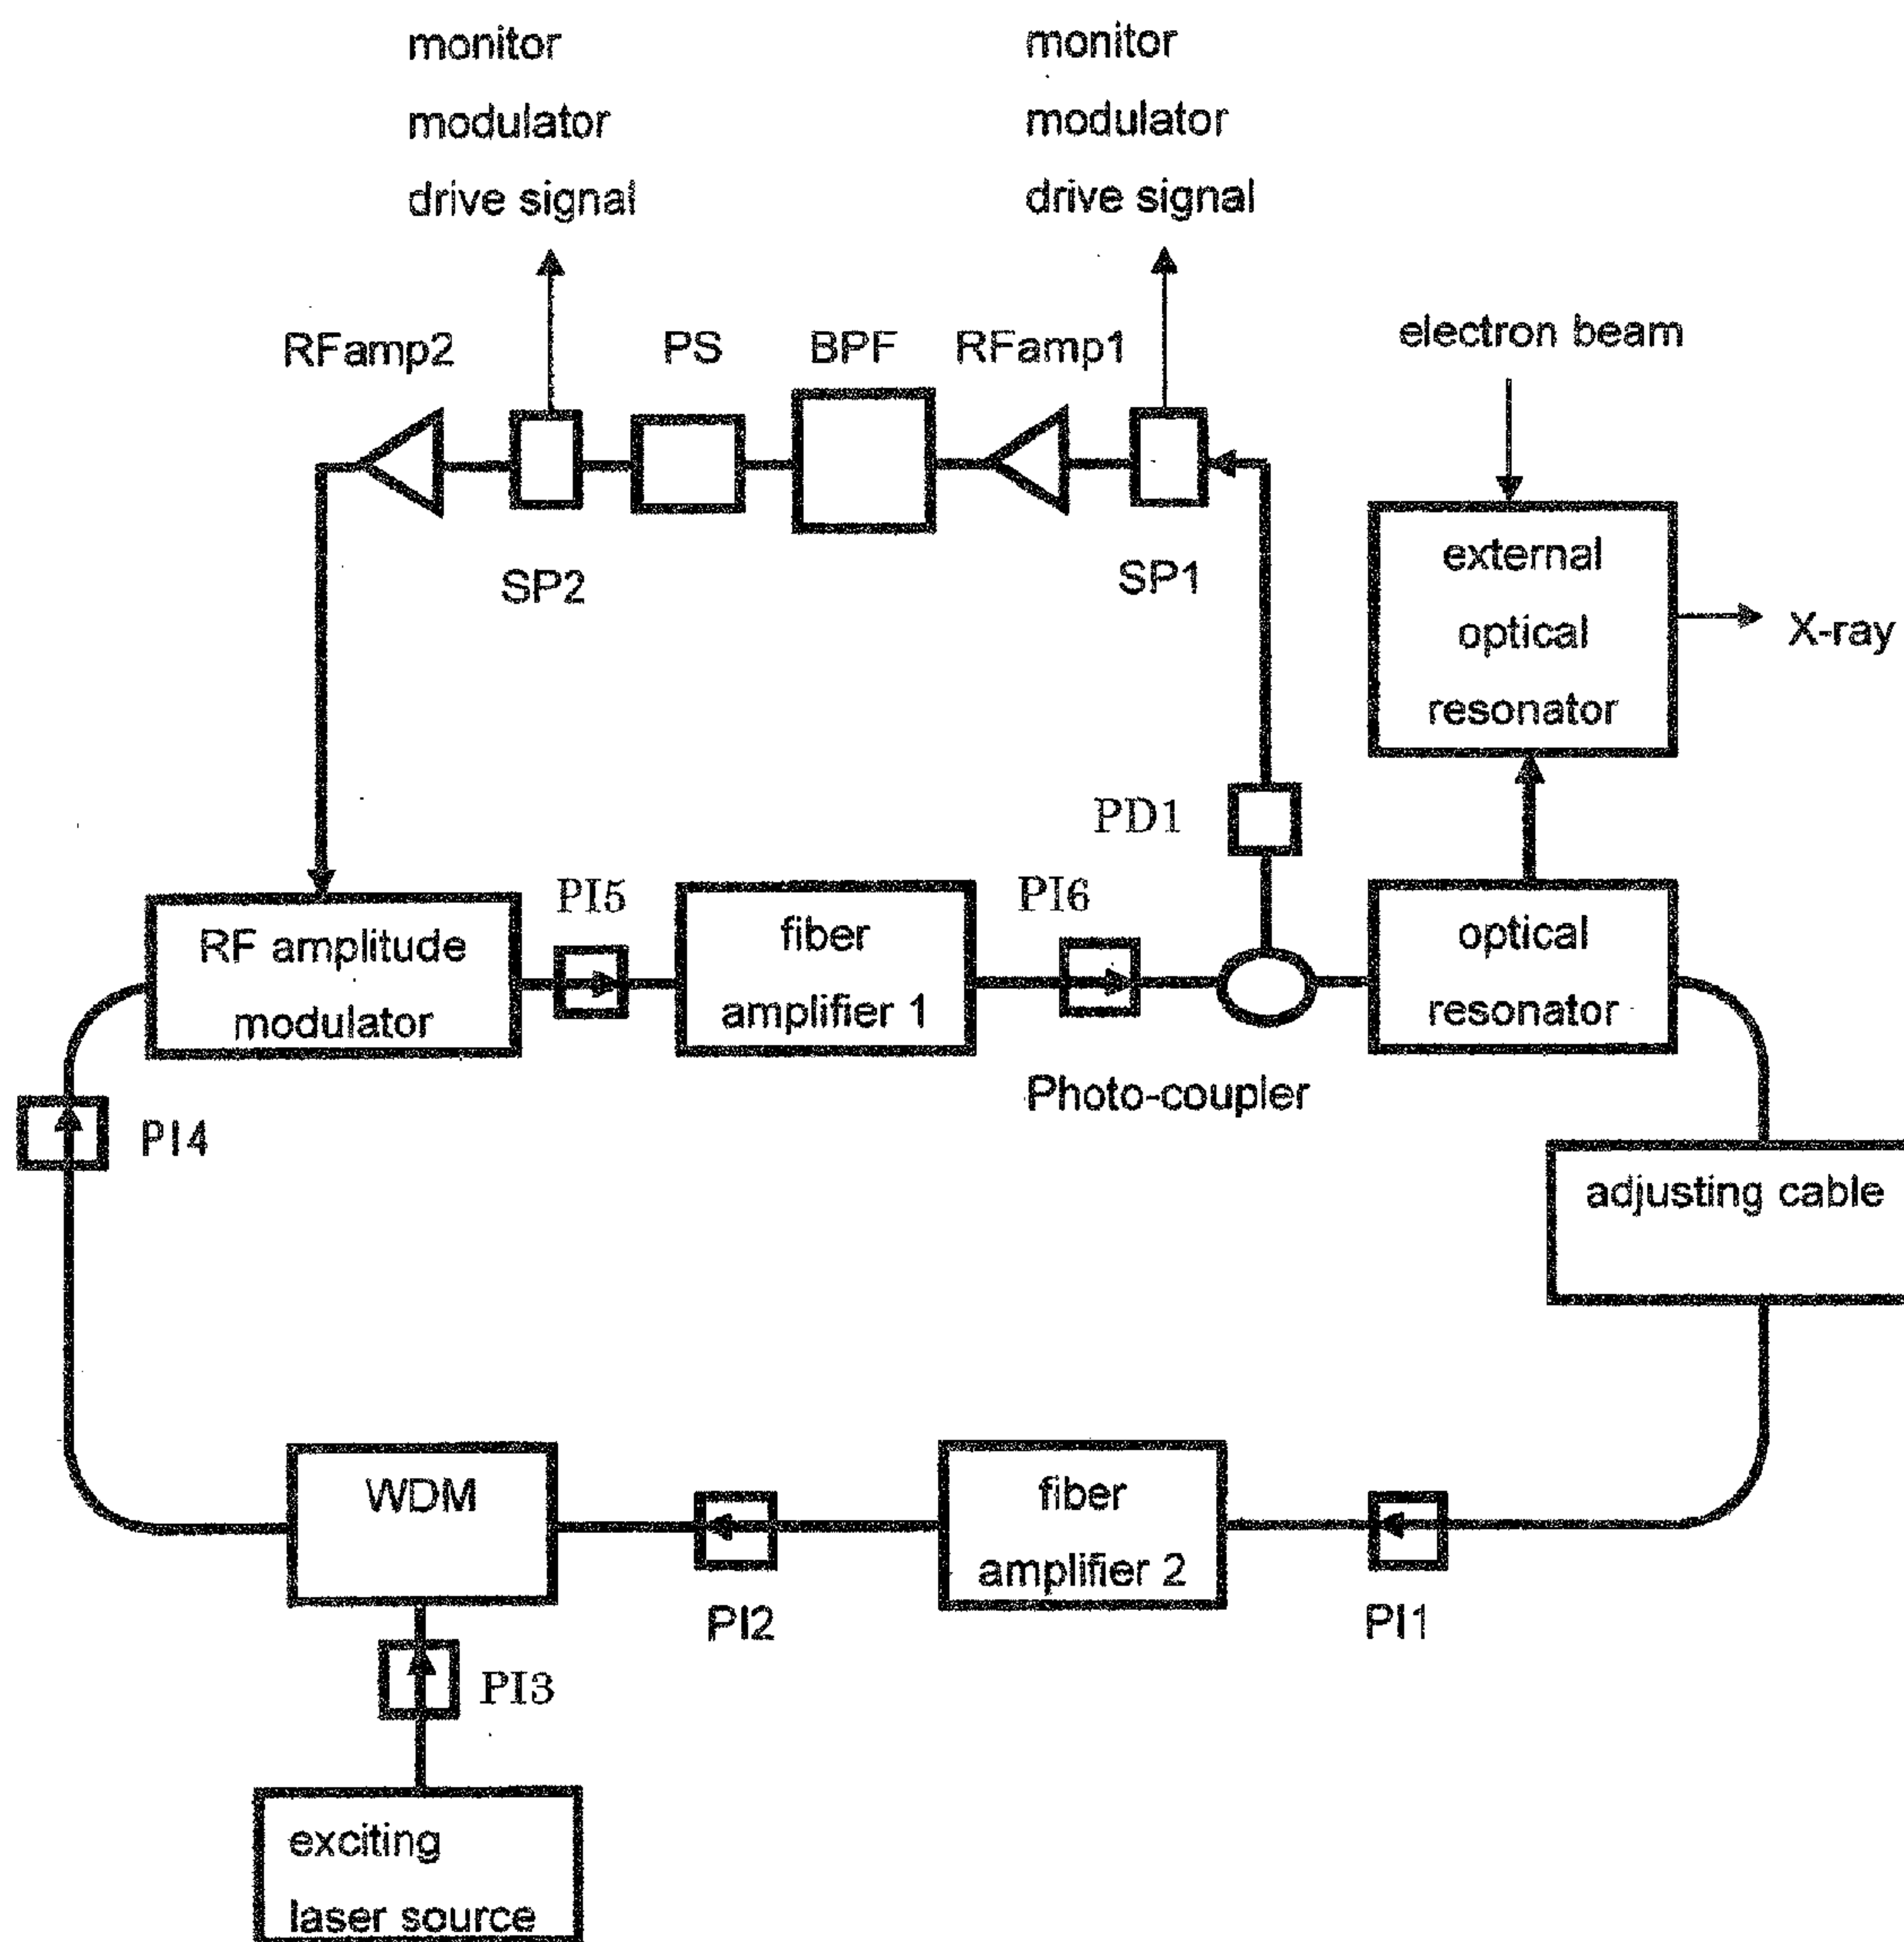 monitor
modulator
drive signal
monitor
modulator
drive signal
RFamp2
PS
BPF
RFamp1
electron beam
SP2
SP1
external
optical
resonator
X-ray
PD1
RF amplitude
modulator
PI5
fiber
amplifier 1
PI6
optical
resonator
Photo-coupler
PI4
adjusting cable
WDM
fiber
amplifier 2
PI2
PI1
PI3
exciting
laser source